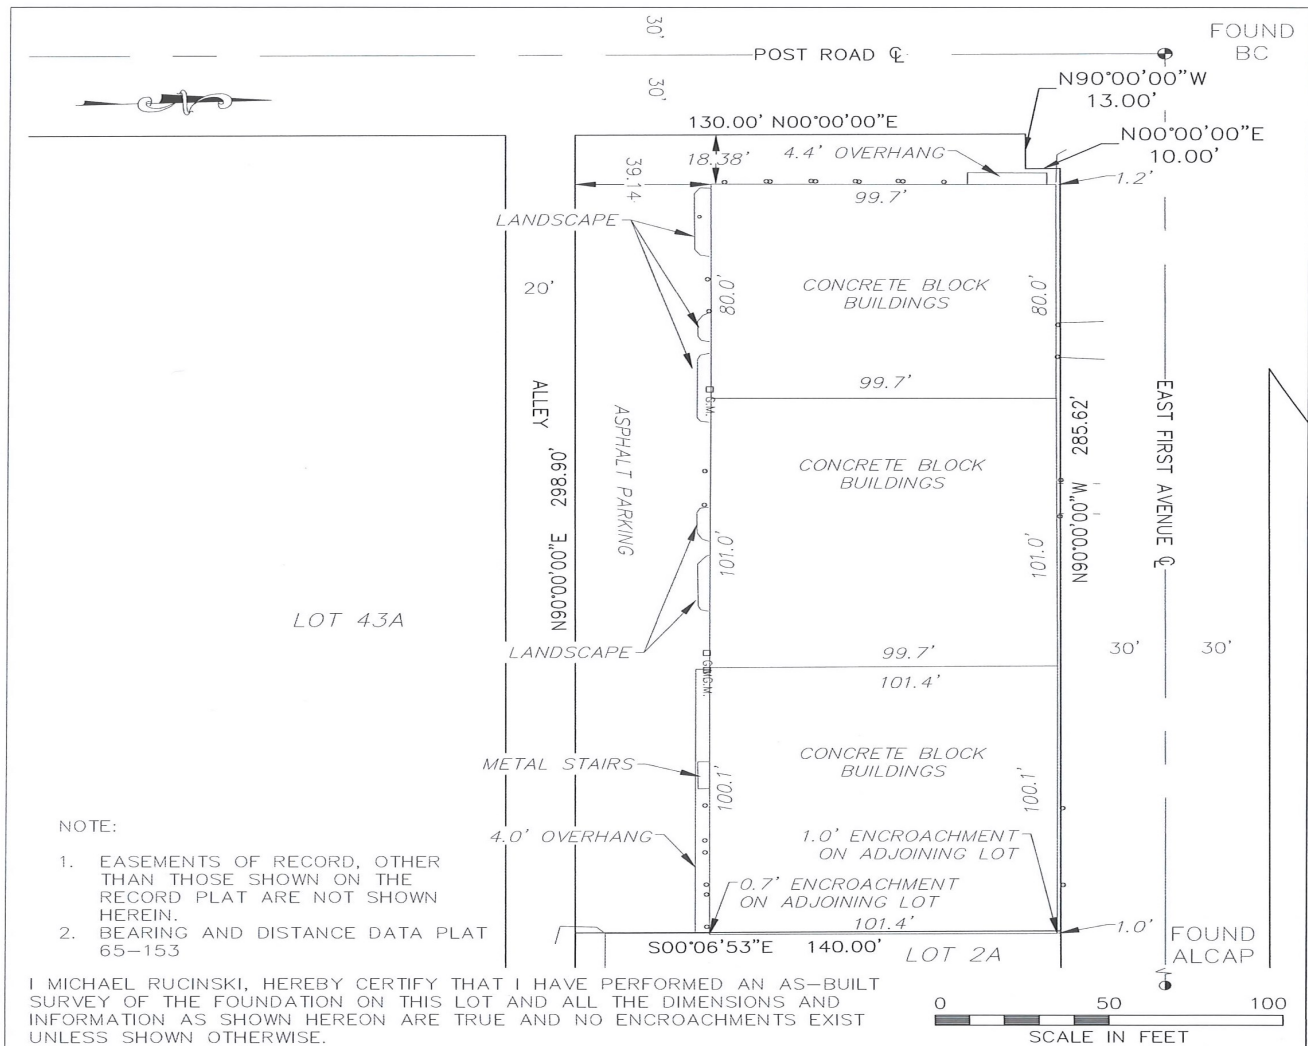 30'
POST ROAD ℄
FOUND
BC
30'
N90°00'00"W
13.00'
130.00' N00°00'00"E
N00°00'00"E
10.00'
18.38'
4.4' OVERHANG
39.14
1.2'
99.7'
LANDSCAPE
20'
80.0'
CONCRETE BLOCK
BUILDINGS
80.0'
99.7'
G.M.
ALLEY
ASPHALT PARKING
285.62'
EAST FIRST AVENUE ℄
CONCRETE BLOCK
BUILDINGS
N90°00'00"E 298.90'
101.0'
101.0'
N90°00'00" W
LOT 43A
LANDSCAPE
99.7'
30'
30'
G.M.
101.4'
METAL STAIRS
CONCRETE BLOCK
BUILDINGS
100.1'
100.1'
NOTE:
4.0' OVERHANG
1.0' ENCROACHMENT
ON ADJOINING LOT
1. EASEMENTS OF RECORD, OTHER
THAN THOSE SHOWN ON THE
RECORD PLAT ARE NOT SHOWN
HEREIN.
2. BEARING AND DISTANCE DATA PLAT
65-153
0.7' ENCROACHMENT
ON ADJOINING LOT
101.4'
1.0'
S00°06'53"E 140.00'
LOT 2A
FOUND
ALCAP
I MICHAEL RUCINSKI, HEREBY CERTIFY THAT I HAVE PERFORMED AN AS-BUILT
SURVEY OF THE FOUNDATION ON THIS LOT AND ALL THE DIMENSIONS AND
INFORMATION AS SHOWN HEREON ARE TRUE AND NO ENCROACHMENTS EXIST
UNLESS SHOWN OTHERWISE.
0 50 100
SCALE IN FEET